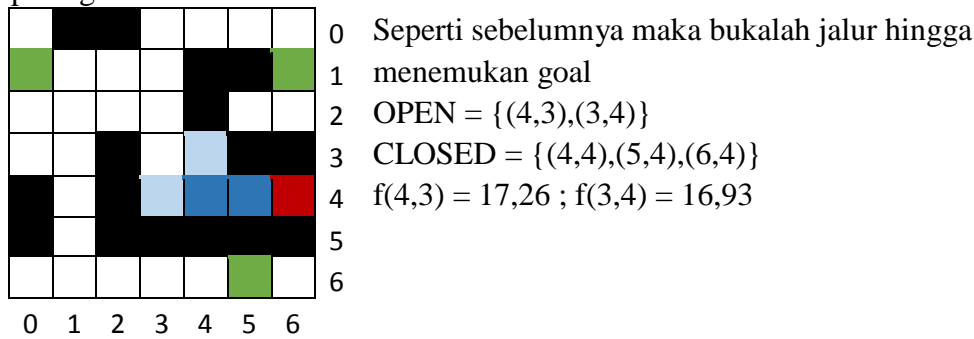 0
Seperti sebelumnya maka bukalah jalur hingga
1
menemukan goal
2
OPEN = {(4,3),(3,4)}
3
CLOSED = {(4,4),(5,4),(6,4)}
4
f(4,3) = 17,26 ; f(3,4) = 16,93
5
6
0 1 2 3 4 5 6